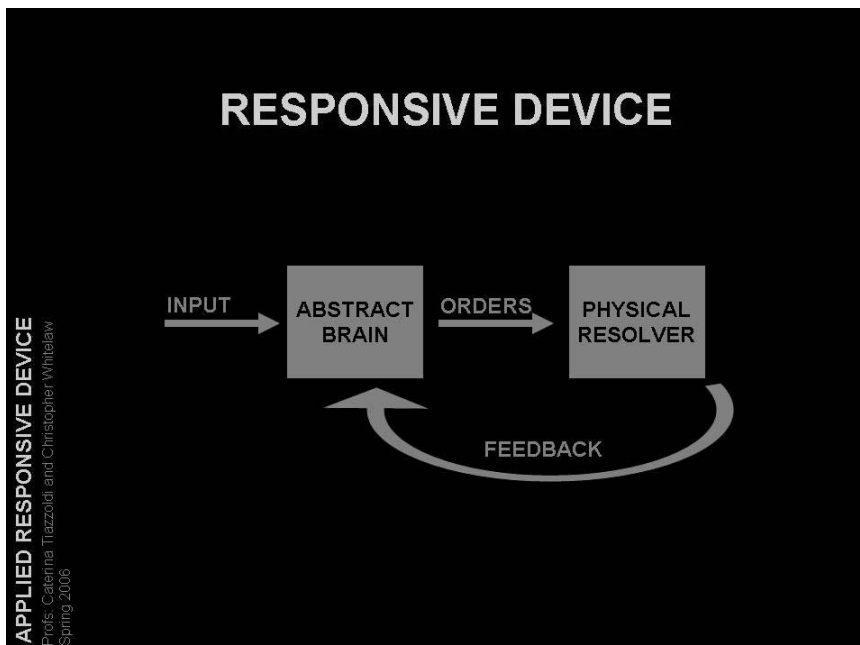 RESPONSIVE DEVICE
INPUT
ABSTRACT
BRAIN
ORDERS
PHYSICAL
RESOLVER
FEEDBACK
APPLIED RESPONSIVE DEVICE
Profs: Caterina Tiazzoldi and Christopher Whitelaw
Spring 2006